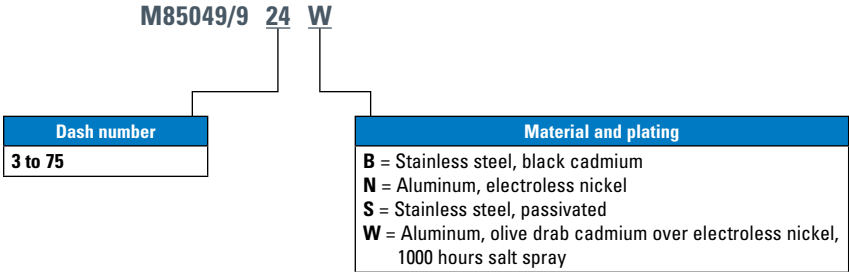 M85049/9 24 W
Dash number
3 to 75
Material and plating
B = Stainless steel, black cadmium
N = Aluminum, electroless nickel
S = Stainless steel, passivated
W = Aluminum, olive drab cadmium over electroless nickel,
1000 hours salt spray